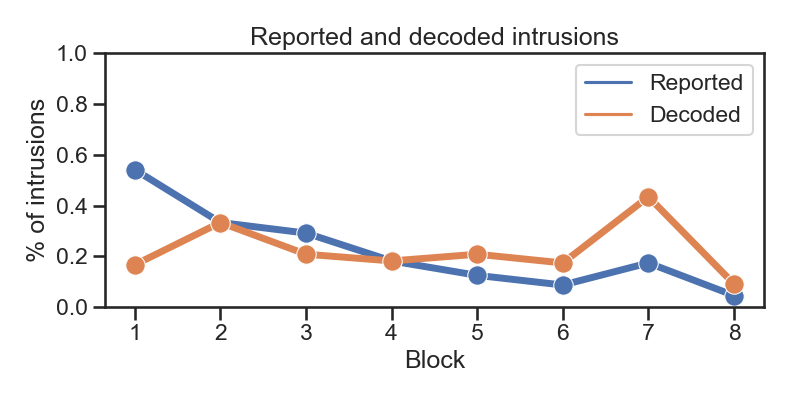 Reported and decoded intrusions
1.0
0.8
0.6
0.4
0.2
0.0
% of intrusions
Reported
Decoded
1 2 3 4 5 6 7 8
Block